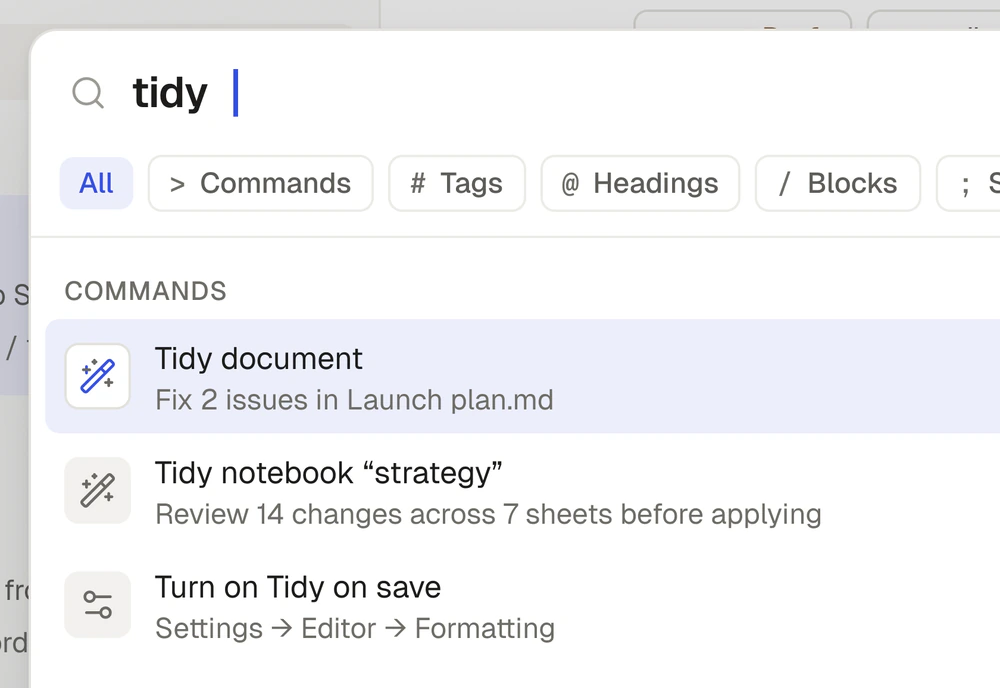 tidy
All
> Commands
# Tags
@ Headings
/ Blocks
;
COMMANDS
Tidy document
Fix 2 issues in Launch plan.md
Tidy notebook “strategy”
Review 14 changes across 7 sheets before applying
Turn on Tidy on save
Settings → Editor → Formatting